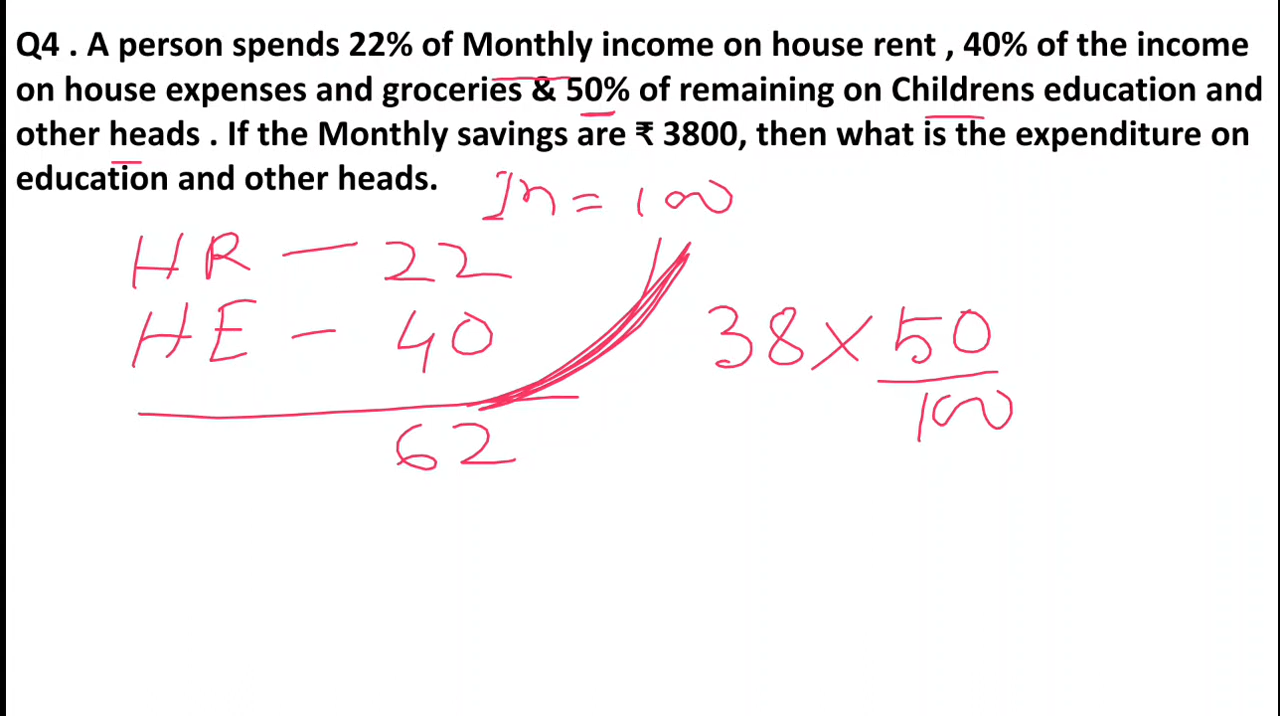 Q4 . A person spends 22% of Monthly income on house rent , 40% of the income
on house expenses and groceries & 50% of remaining on Childrens education and
other heads . If the Monthly savings are ₹ 3800, then what is the expenditure on
education and other heads.
In = 100
HR — 22
HE - 40
38 × 50
100
62